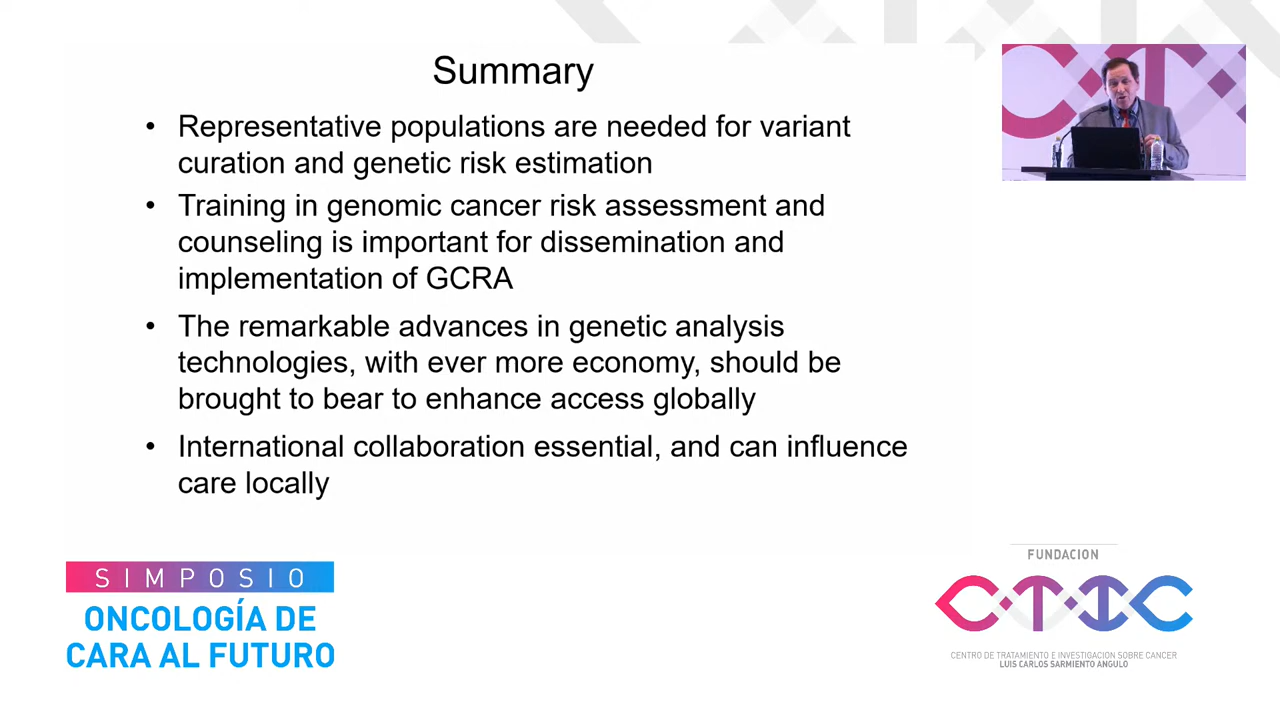 Summary
• Representative populations are needed for variant
curation and genetic risk estimation
• Training in genomic cancer risk assessment and
counseling is important for dissemination and
implementation of GCRA
• The remarkable advances in genetic analysis
technologies, with ever more economy, should be
brought to bear to enhance access globally
• International collaboration essential, and can influence
care locally
SIMPOSIO
ONCOLOGÍA DE
CARA AL FUTURO
FUNDACION
C·T·I·C
CENTRO DE TRATAMIENTO E INVESTIGACION SOBRE CANCER
LUIS CARLOS SARMIENTO ANGULO